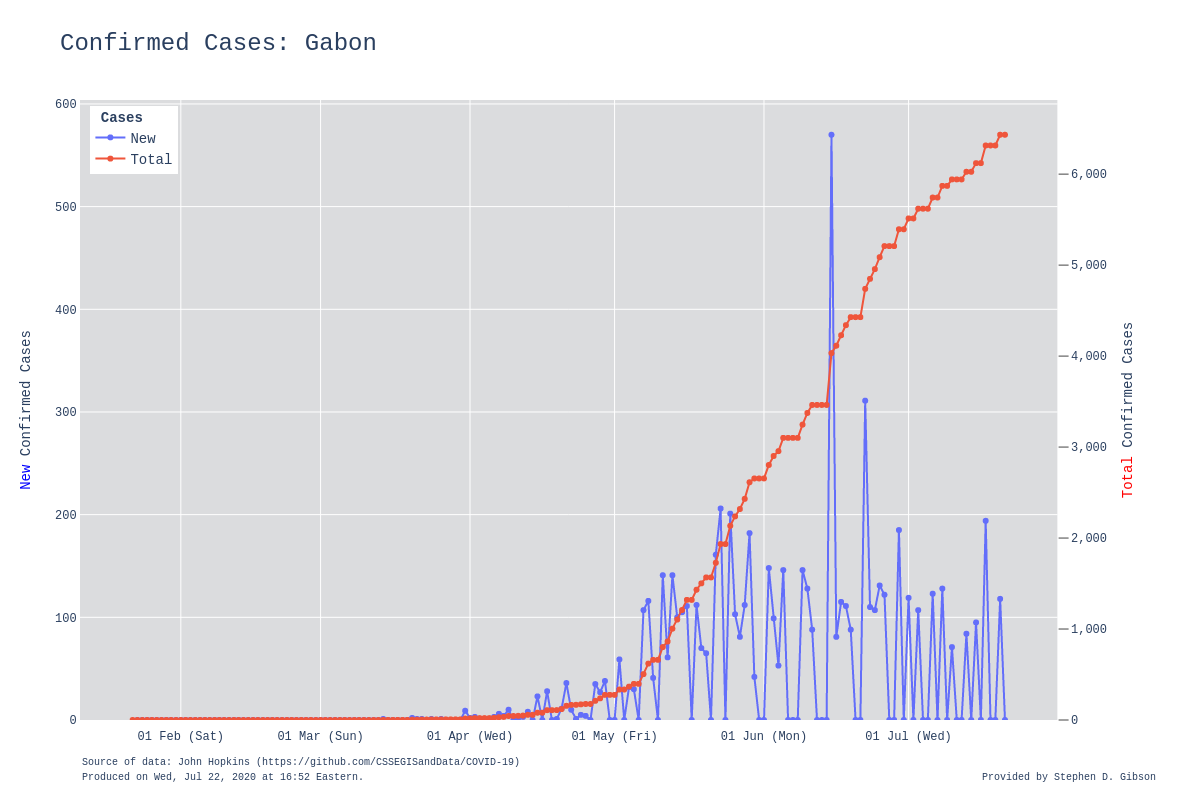 Confirmed Cases: Gabon
Cases
New
Total
600
500
400
300
200
100
0
6,000
5,000
4,000
3,000
2,000
1,000
0
New Confirmed Cases
Total Confirmed Cases
01 Feb (Sat)
01 Mar (Sun)
01 Apr (Wed)
01 May (Fri)
01 Jun (Mon)
01 Jul (Wed)
Source of data: John Hopkins (https://github.com/CSSEGISandData/COVID-19)
Produced on Wed, Jul 22, 2020 at 16:52 Eastern.
Provided by Stephen D. Gibson